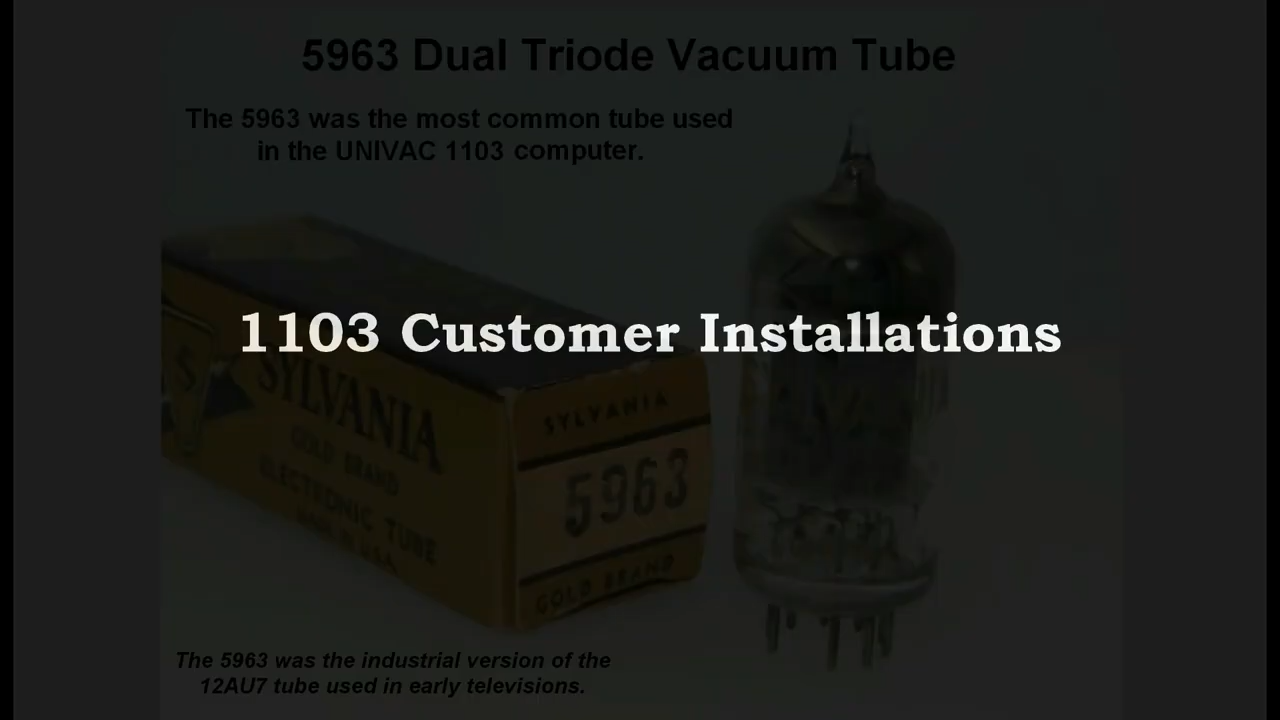 5963 Dual Triode Vacuum Tube
The 5963 was the most common tube used
in the UNIVAC 1103 computer.
1103 Customer Installations
SYLVANIA
GOLD BRAND
ELECTRONIC TUBE
MADE IN U.S.A.
SYLVANIA
5963
GOLD BRAND
The 5963 was the industrial version of the
12AU7 tube used in early televisions.